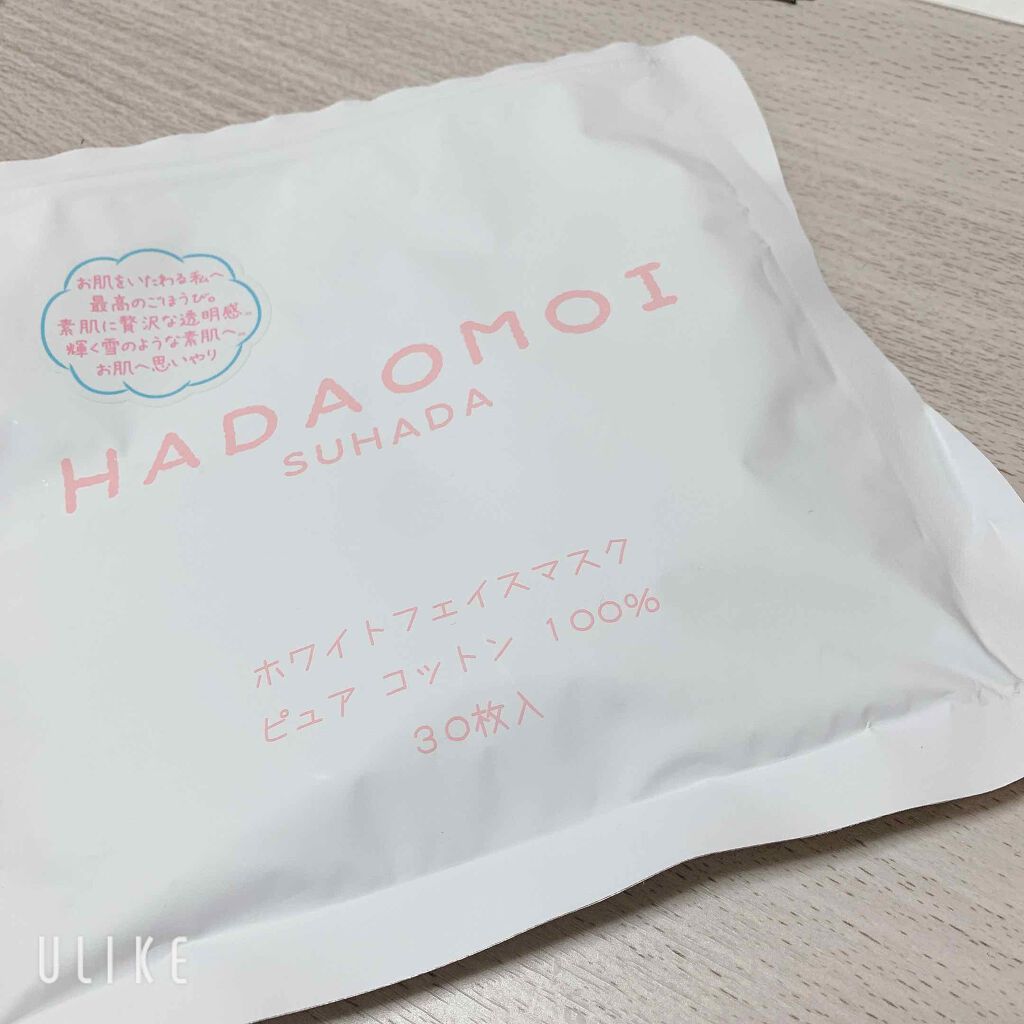 お肌をいたわる私へ
最高のごほうび。
素肌に贅沢な透明感…
輝く雪のような素肌へ…
お肌へ思いやり
HADAOMOI
SUHADA
ホワイトフェイスマスク
ピュア コットン 100%
30枚入
ULIKE